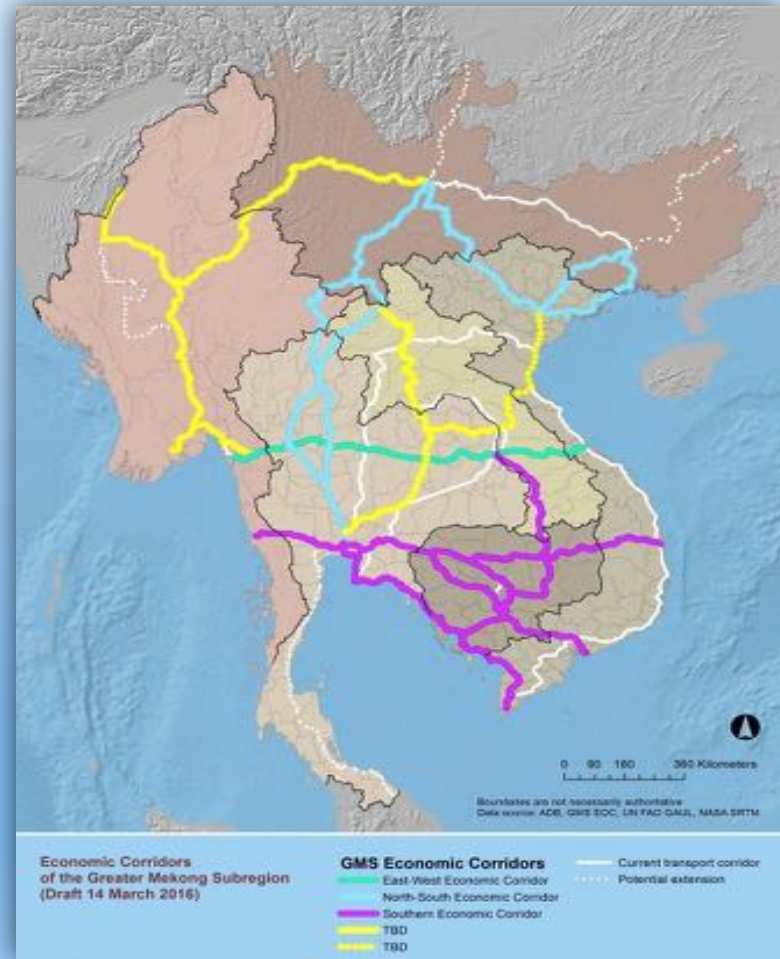 0 90 180 360 Kilometers
Boundaries are not necessarily authoritative
Data source: ADB, GMS EOC, UN FAO GAUL, NASA SRTM
Economic Corridors
of the Greater Mekong Subregion
(Draft 14 March 2016)
GMS Economic Corridors
East-West Economic Corridor
North-South Economic Corridor
Southern Economic Corridor
TBD
TBD
Current transport corridor
Potential extension